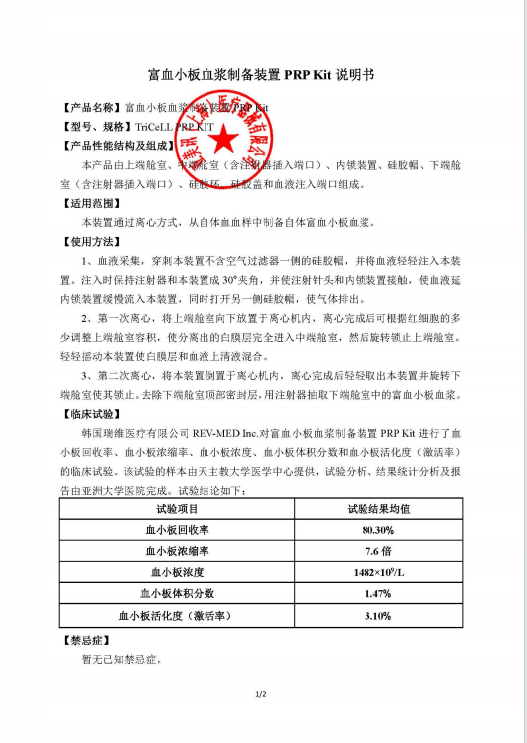 富血小板血浆制备装置 PRP Kit 说明书
【产品名称】富血小板血浆制备装置 PRP Kit
【型号、规格】TriCeLL PRP KIT
【产品性能结构及组成】
本产品由上端舱室、中端舱室（含注射器插入端口）、内锁装置、硅胶帽、下端舱
室（含注射器插入端口）、硅胶环、硅胶盖和血液注入端口组成。
【适用范围】
本装置通过离心方式，从自体血血样中制备自体富血小板血浆。
【使用方法】
1、血液采集，穿刺本装置不含空气过滤器一侧的硅胶帽，并将血液轻轻注入本装
置。注入时保持注射器和本装置成 30°夹角，并使注射针头和内锁装置接触，使血液延
内锁装置缓慢流入本装置，同时打开另一侧硅胶帽，使气体排出。
2、第一次离心，将上端舱室向下放置于离心机内，离心完成后可根据红细胞的多
少调整上端舱室容积，使分离出的白膜层完全进入中端舱室，然后旋转锁止上端舱室。
轻轻摇动本装置使白膜层和血液上清液混合。
3、第二次离心，将本装置倒置于离心机内，离心完成后轻轻取出本装置并旋转下
端舱室使其锁止。去除下端舱室顶部密封层，用注射器抽取下端舱室中的富血小板血浆。
【临床试验】
韩国瑞维医疗有限公司 REV-MED Inc.对富血小板血浆制备装置 PRP Kit 进行了血
小板回收率、血小板浓缩率、血小板浓度、血小板体积分数和血小板活化度（激活率）
的临床试验。该试验的样本由天主教大学医学中心提供，试验分析、结果统计分析及报
告由亚洲大学医院完成。试验结论如下：
试验项目 试验结果均值
血小板回收率 80.30%
血小板浓缩率 7.6 倍
血小板浓度 1482×10⁹/L
血小板体积分数 1.47%
血小板活化度（激活率） 3.10%
【禁忌症】
暂无已知禁忌症。
1/2